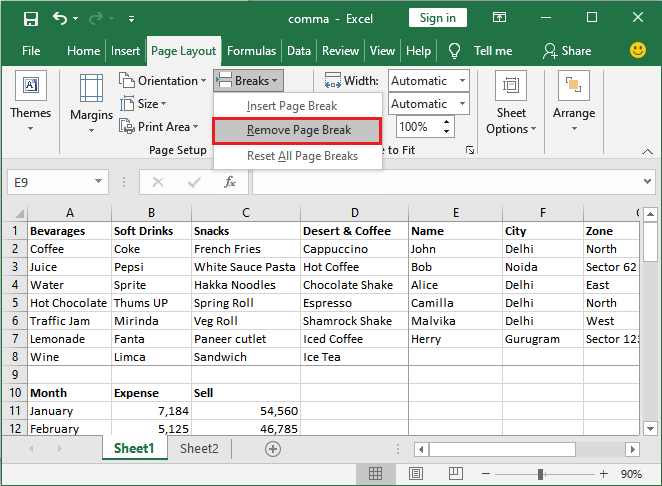 comma - Excel Sign in
File Home Insert Page Layout Formulas Data Review View Help Tell me Share
Themes
Margins
Orientation
Size
Print Area
Page Setup
Breaks
Insert Page Break
Remove Page Break
Reset All Page Breaks
Width: Automatic
Automatic
100%
e to Fit
Sheet
Options
Arrange
E9 fx
A B C D E F
1 Bevarages Soft Drinks Snacks Desert & Coffee Name City Zone
2 Coffee Coke French Fries Cappuccino John Delhi North
3 Juice Pepsi White Sauce Pasta Hot Coffee Bob Noida Sector 62
4 Water Sprite Hakka Noodles Chocolate Shake Alice Delhi East
5 Hot Chocolate Thums UP Spring Roll Espresso Camilla Delhi North
6 Traffic Jam Mirinda Veg Roll Shamrock Shake Malvika Delhi West
7 Lemonade Fanta Paneer cutlet Iced Coffee Herry Gurugram Sector
8 Wine Limca Sandwich Ice Tea
9
10 Month Expense Sell
11 January 7,184 54,560
12 February 5,125 46,785
Sheet1 Sheet2
90%